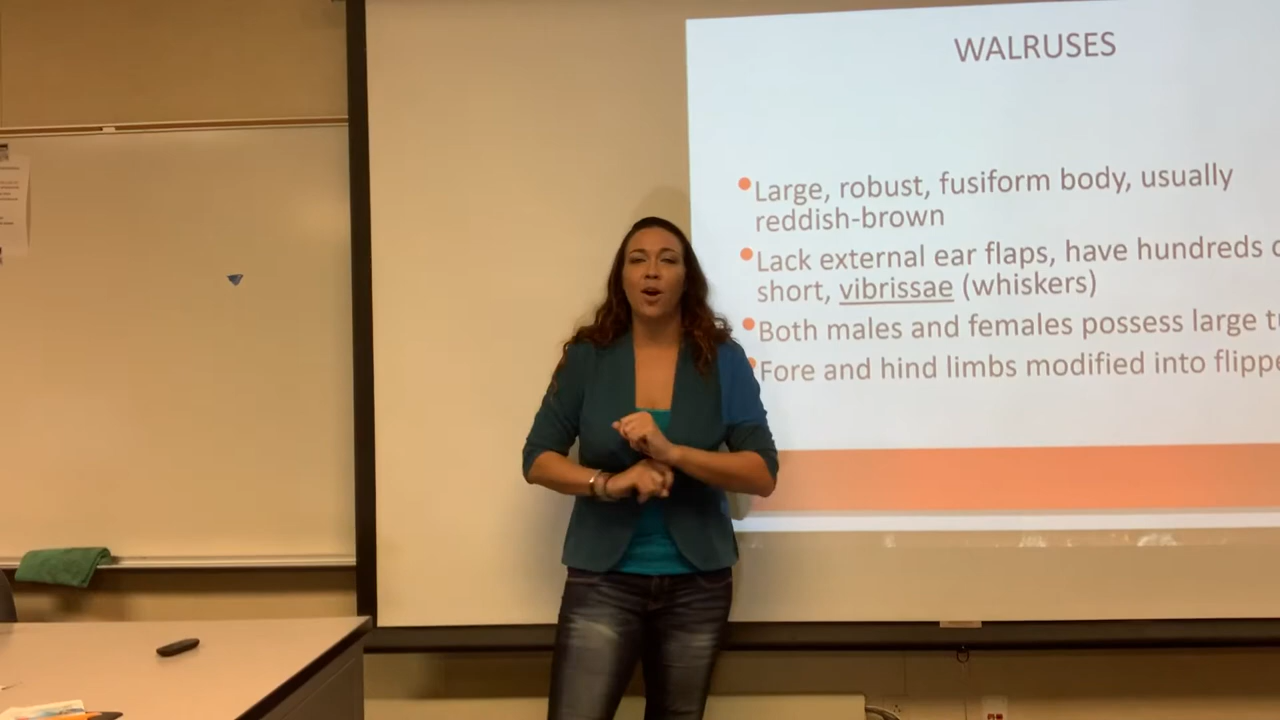 WALRUSES
•Large, robust, fusiform body, usually
reddish-brown
•Lack external ear flaps, have hundreds
short, vibrissae (whiskers)
•Both males and females possess large
•Fore and hind limbs modified into